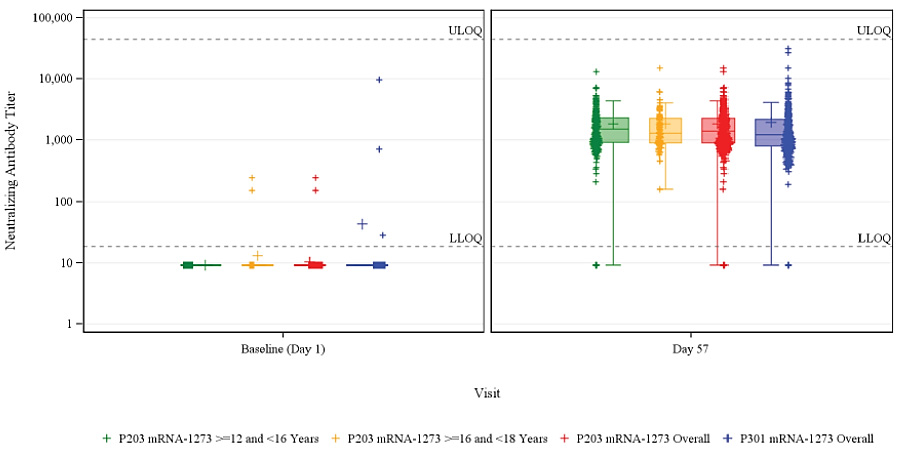 100,000
10,000
1,000
100
10
1
Neutralizing Antibody Titer
ULOQ
ULOQ
LLOQ
LLOQ
Baseline (Day 1)
Day 57
Visit
P203 mRNA-1273 >=12 and <16 Years
P203 mRNA-1273 >=16 and <18 Years
P203 mRNA-1273 Overall
P301 mRNA-1273 Overall